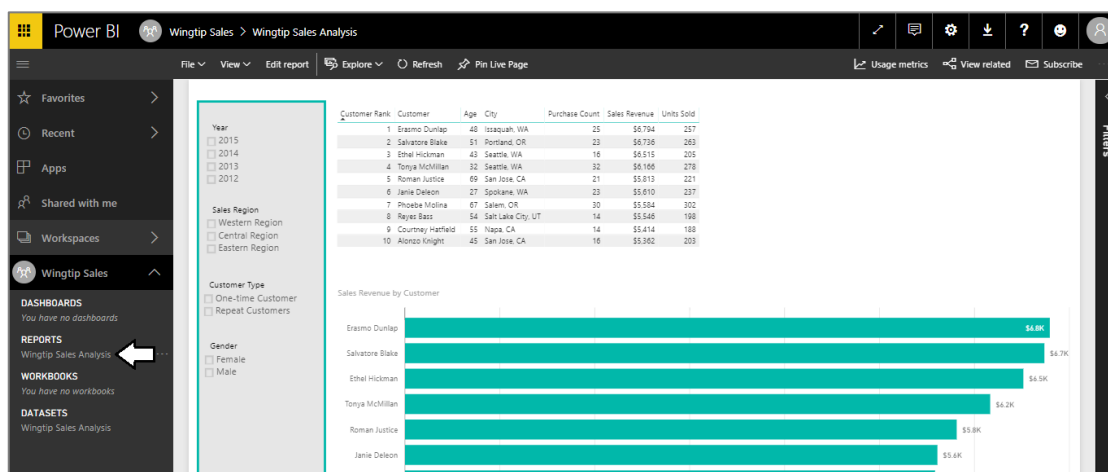 Power BI Wingtip Sales > Wingtip Sales Analysis ?
File View Edit report Explore Refresh Pin Live Page Usage metrics View related Subscribe
Favorites
Recent
Apps
Shared with me
Workspaces
Wingtip Sales
DASHBOARDS
You have no dashboards
REPORTS
Wingtip Sales Analysis ...
WORKBOOKS
You have no workbooks
DATASETS
Wingtip Sales Analysis
Year
2015
2014
2013
2012
Sales Region
Western Region
Central Region
Eastern Region
Customer Type
One-time Customer
Repeat Customers
Gender
Female
Male
Customer Rank Customer Age City Purchase Count Sales Revenue Units Sold
1 Erasmo Dunlap 48 Issaquah, WA 25 $6,794 257
2 Salvatore Blake 51 Portland, OR 23 $6,736 263
3 Ethel Hickman 43 Seattle, WA 16 $6,515 205
4 Tonya McMillan 32 Seattle, WA 32 $6,166 278
5 Roman Justice 69 San Jose, CA 21 $5,813 221
6 Janie Deleon 27 Spokane, WA 23 $5,610 237
7 Phoebe Molina 67 Salem, OR 30 $5,584 302
8 Reyes Bass 54 Salt Lake City, UT 14 $5,546 198
9 Courtney Hatfield 55 Napa, CA 14 $5,414 188
10 Alonzo Knight 45 San Jose, CA 16 $5,362 203
Sales Revenue by Customer
Erasmo Dunlap $6.8K
Salvatore Blake $6.7K
Ethel Hickman $6.5K
Tonya McMillan $6.2K
Roman Justice $5.8K
Janie Deleon $5.6K
Filters